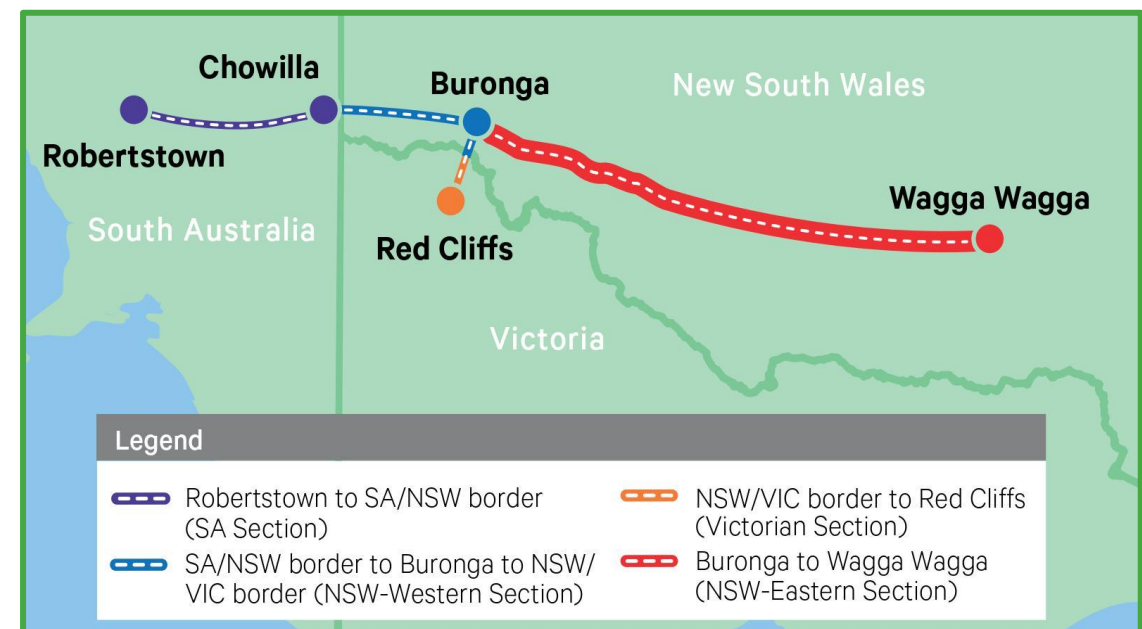 Chowilla
Buronga
New South Wales
Robertstown
Wagga Wagga
South Australia
Red Cliffs
Victoria
Legend
Robertstown to SA/NSW border
(SA Section)
SA/NSW border to Buronga to NSW/
VIC border (NSW-Western Section)
NSW/VIC border to Red Cliffs
(Victorian Section)
Buronga to Wagga Wagga
(NSW-Eastern Section)